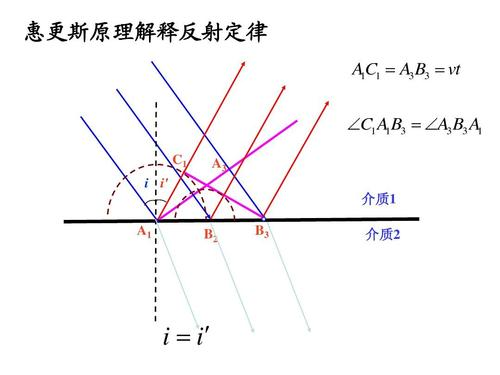 惠更斯原理解释反射定律
A₁C₁ = A₃B₃ = vt
∠C₁A₁B₃ = ∠A₃B₃A₁
C₁
A₃
i i′
介质1
A₁ B₂ B₃
介质2
i = i′